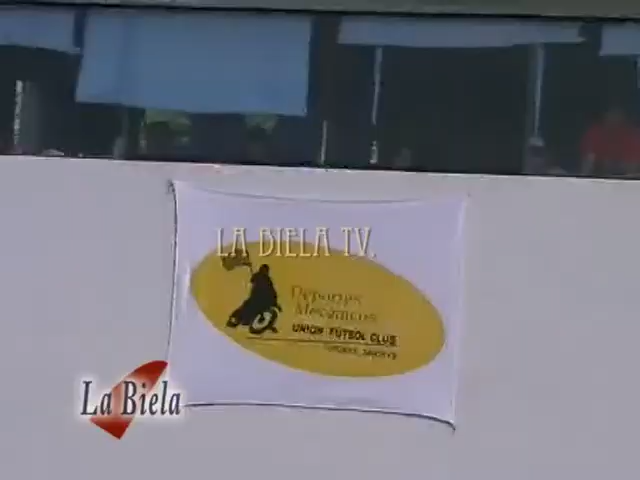 LA BIELA TV.
Deportes
Mecánicos
UNION FUTBOL CLUB
La Biela